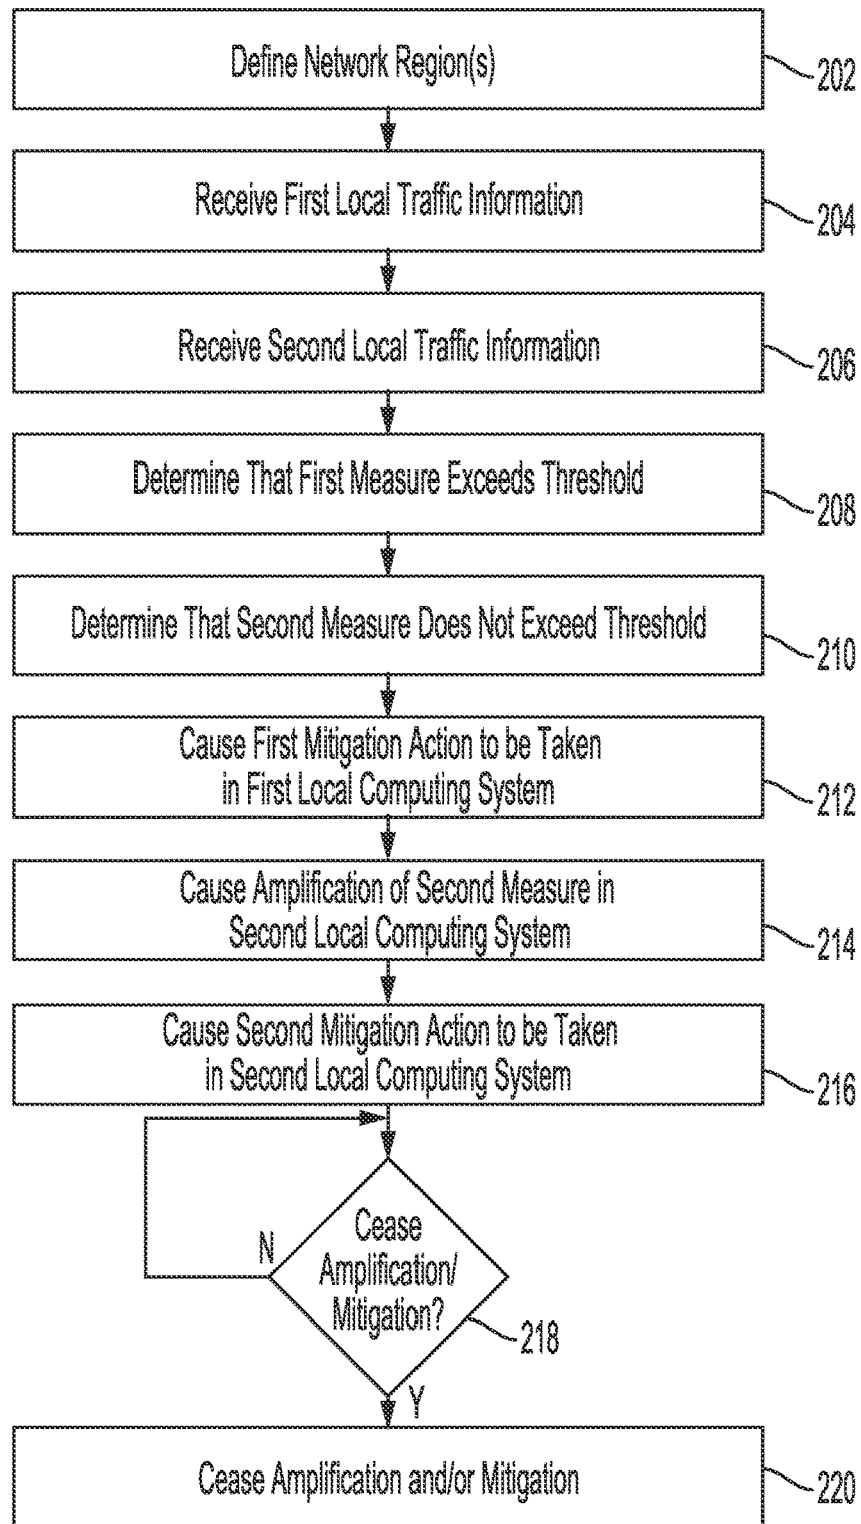 Define Network Region(s)
202
Receive First Local Traffic Information
204
Receive Second Local Traffic Information
206
Determine That First Measure Exceeds Threshold
208
Determine That Second Measure Does Not Exceed Threshold
210
Cause First Mitigation Action to be Taken
in First Local Computing System
212
Cause Amplification of Second Measure in
Second Local Computing System
214
Cause Second Mitigation Action to be Taken
in Second Local Computing System
216
N
Cease
Amplification/
Mitigation?
218
Y
Cease Amplification and/or Mitigation
220